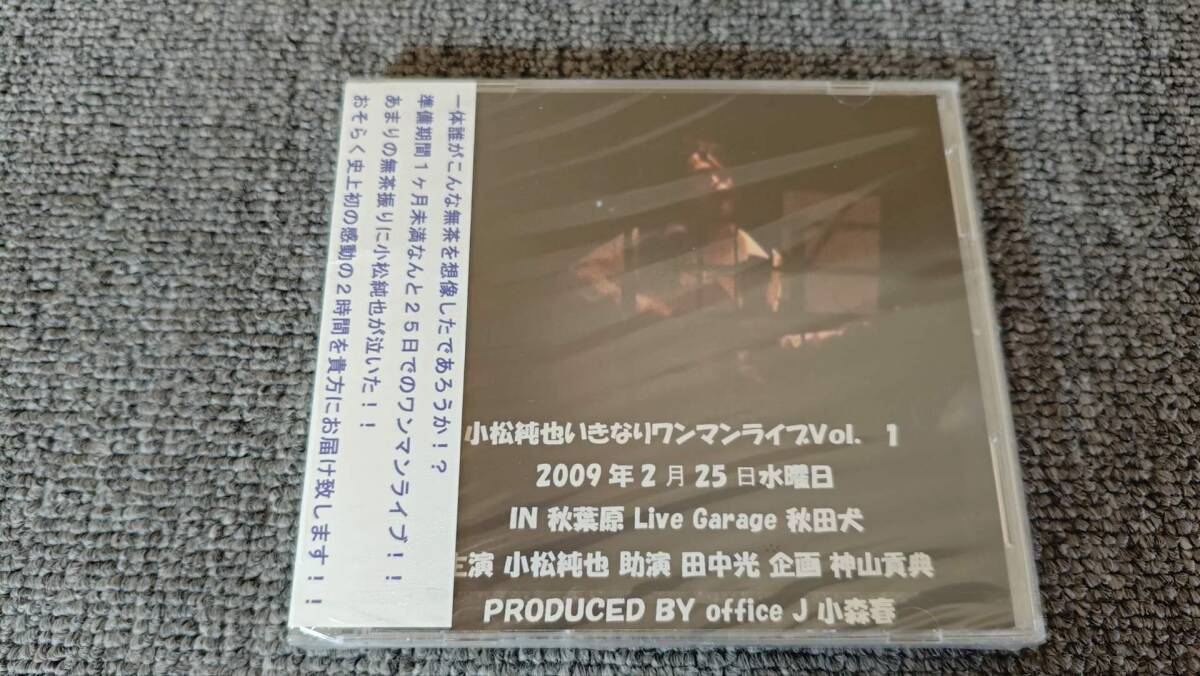 一体誰がこんな無茶を想像したであろうか！？
準備期間１ヶ月未満なんと２５日でのワンマンライブ！！
あまりの無茶振りに小松純也が泣いた！！
おそらく史上初の感動の２時間を貴方にお届け致します！！
小松純也いきなりワンマンライブVol. 1
2009年2月25日水曜日
IN 秋葉原 Live Garage 秋田犬
主演 小松純也 助演 田中光 企画 神山貢典
PRODUCED BY office J 小森春